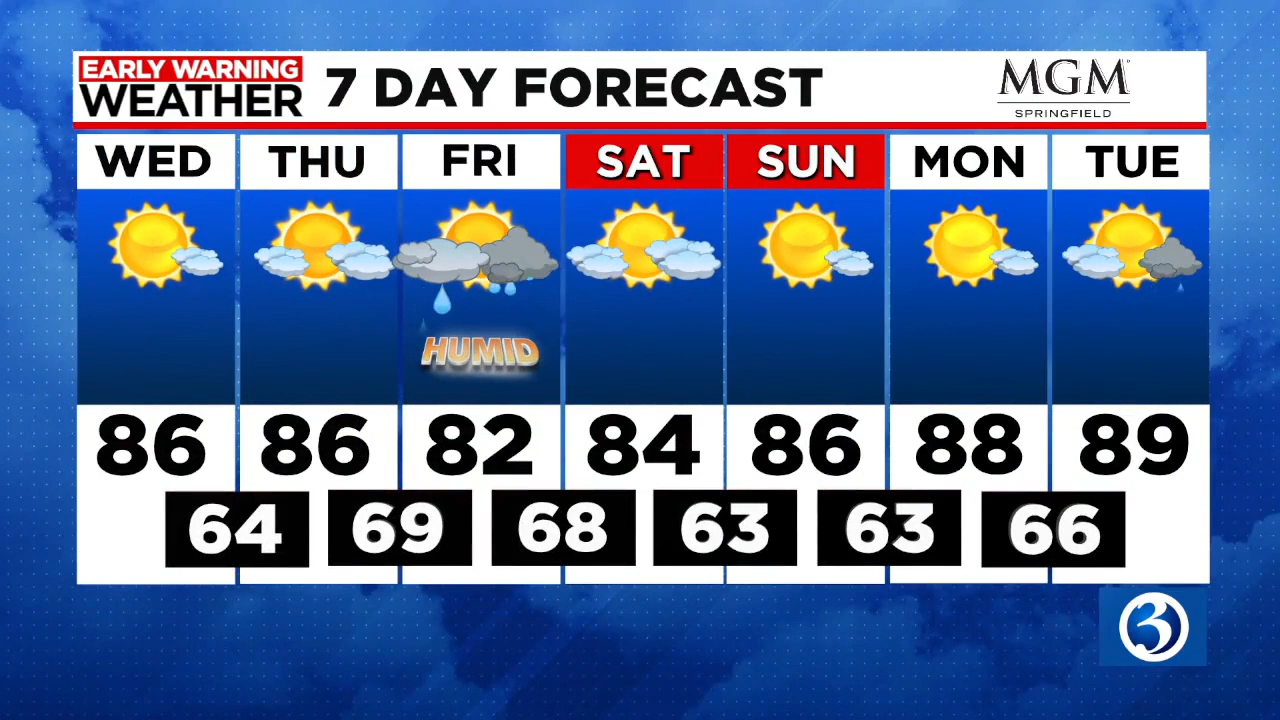 EARLY WARNING
WEATHER
7 DAY FORECAST
MGM
SPRINGFIELD
WED THU FRI SAT SUN MON TUE
HUMID
86 86 82 84 86 88 89
64 69 68 63 63 66
3